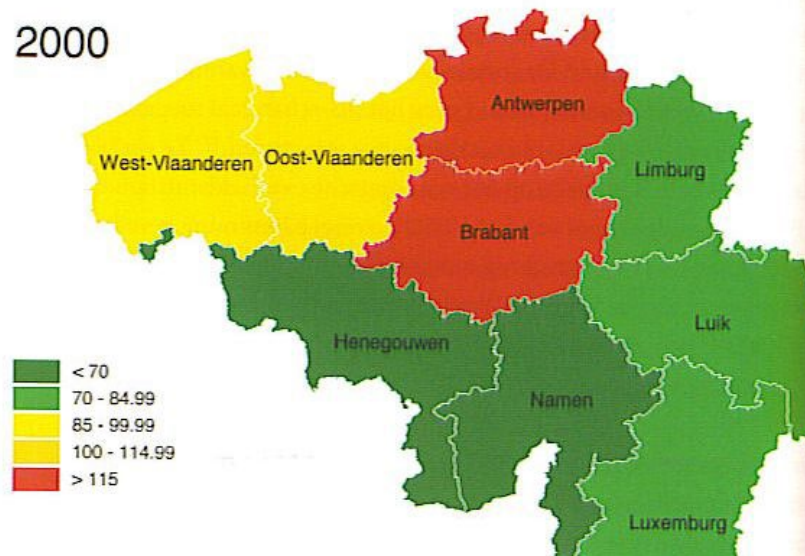 2000
Antwerpen
West-Vlaanderen
Oost-Vlaanderen
Limburg
Brabant
Luik
Henegouwen
Namen
Luxemburg
< 70
70 - 84.99
85 - 99.99
100 - 114.99
> 115